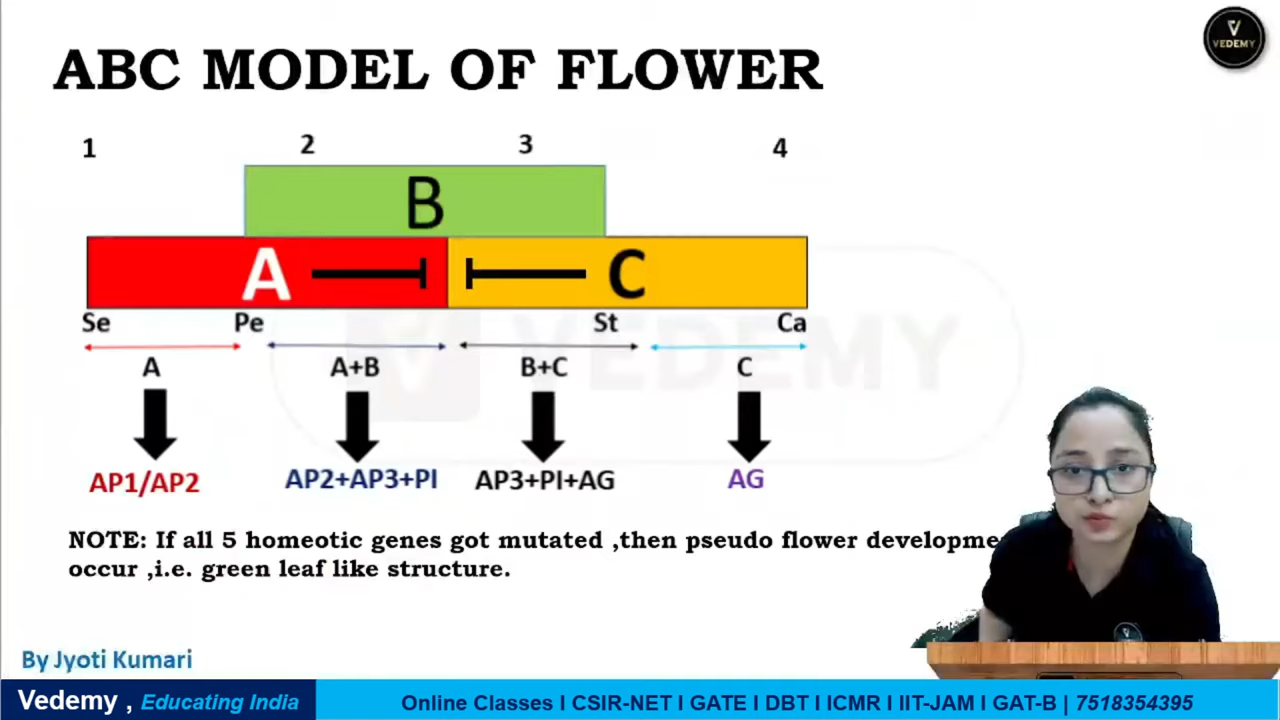 VEDEMY
ABC MODEL OF FLOWER
1 2 3 4
B
A C
Se Pe St Ca
A A+B B+C C
VEDEMY
AP1/AP2 AP2+AP3+PI AP3+PI+AG AG
NOTE: If all 5 homeotic genes got mutated ,then pseudo flower
occur ,i.e. green leaf like structure.
By Jyoti Kumari
Vedemy , Educating India
Online Classes I CSIR-NET I GATE I DBT I ICMR I IIT-JAM I GAT-B | 7518354395